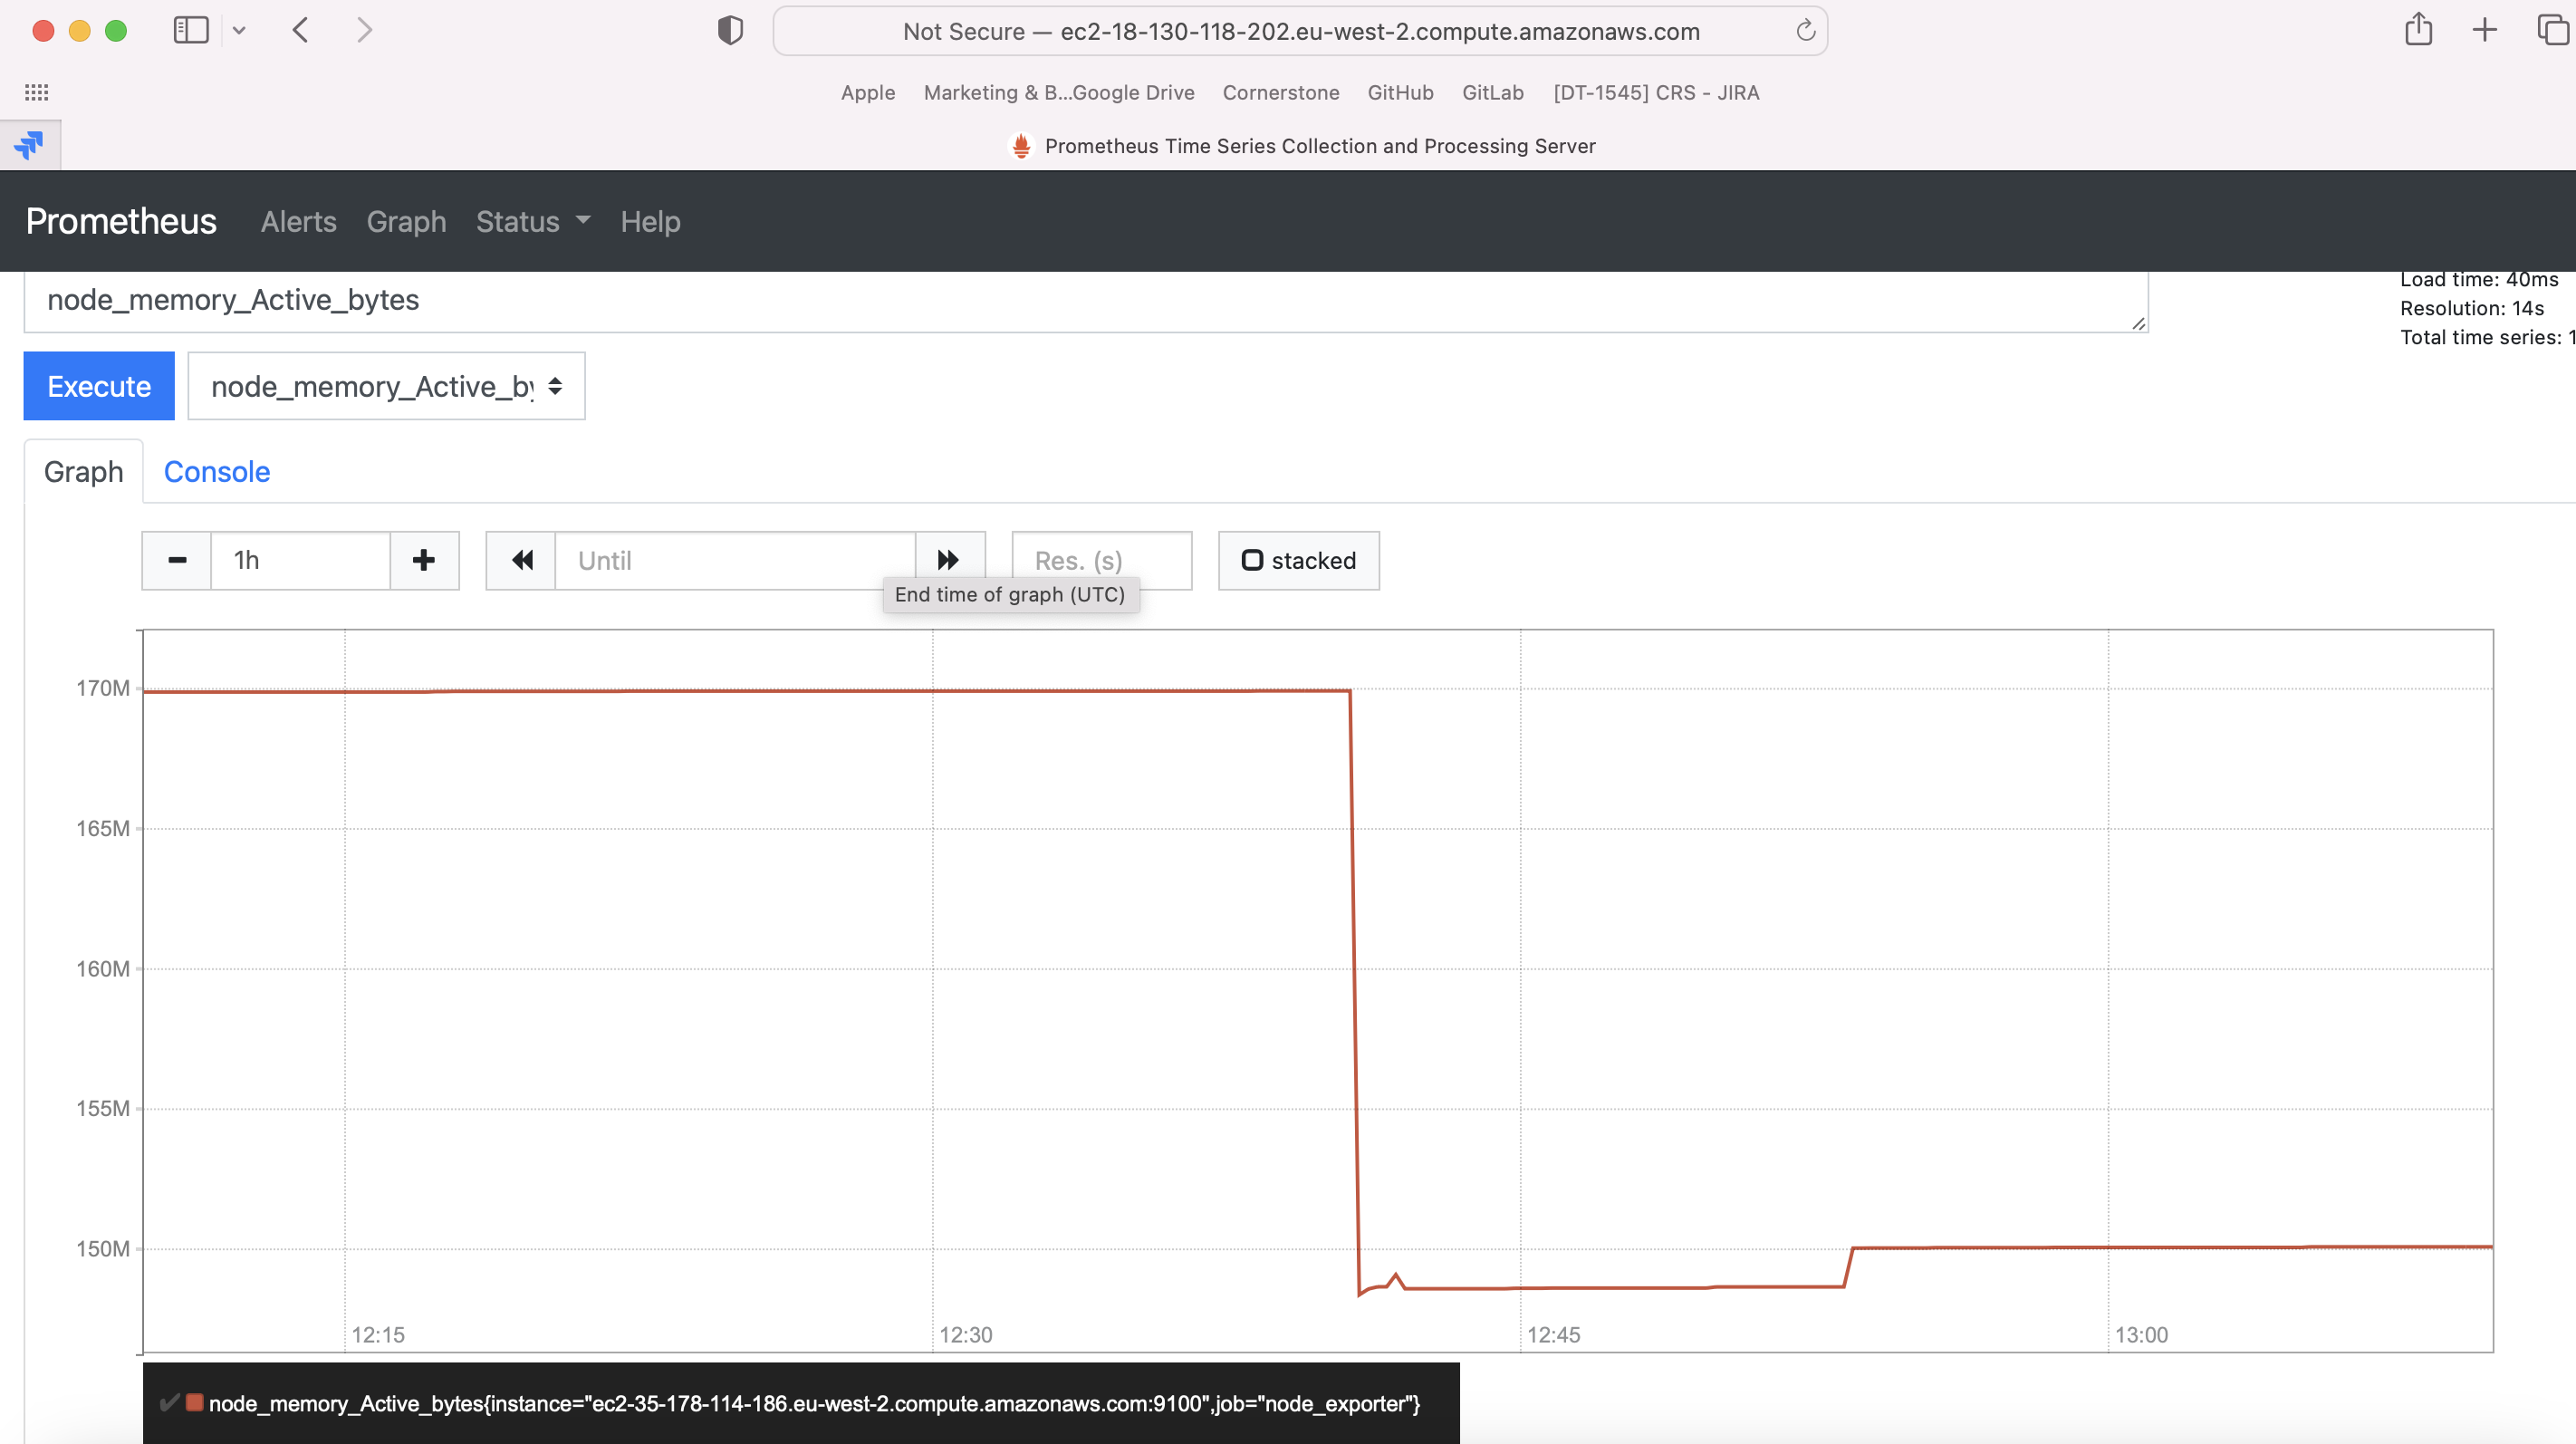 Not Secure — ec2-18-130-118-202.eu-west-2.compute.amazonaws.com
Apple Marketing & B...Google Drive Cornerstone GitHub GitLab [DT-1545] CRS - JIRA
Prometheus Time Series Collection and Processing Server
Prometheus Alerts Graph Status Help
node_memory_Active_bytes
Load time: 40ms
Resolution: 14s
Total time series: 1
Execute node_memory_Active_by
Graph Console
1h Until Res. (s) stacked
End time of graph (UTC)
170M
165M
160M
155M
150M
12:15 12:30 12:45 13:00
node_memory_Active_bytes{instance="ec2-35-178-114-186.eu-west-2.compute.amazonaws.com:9100",job="node_exporter"}